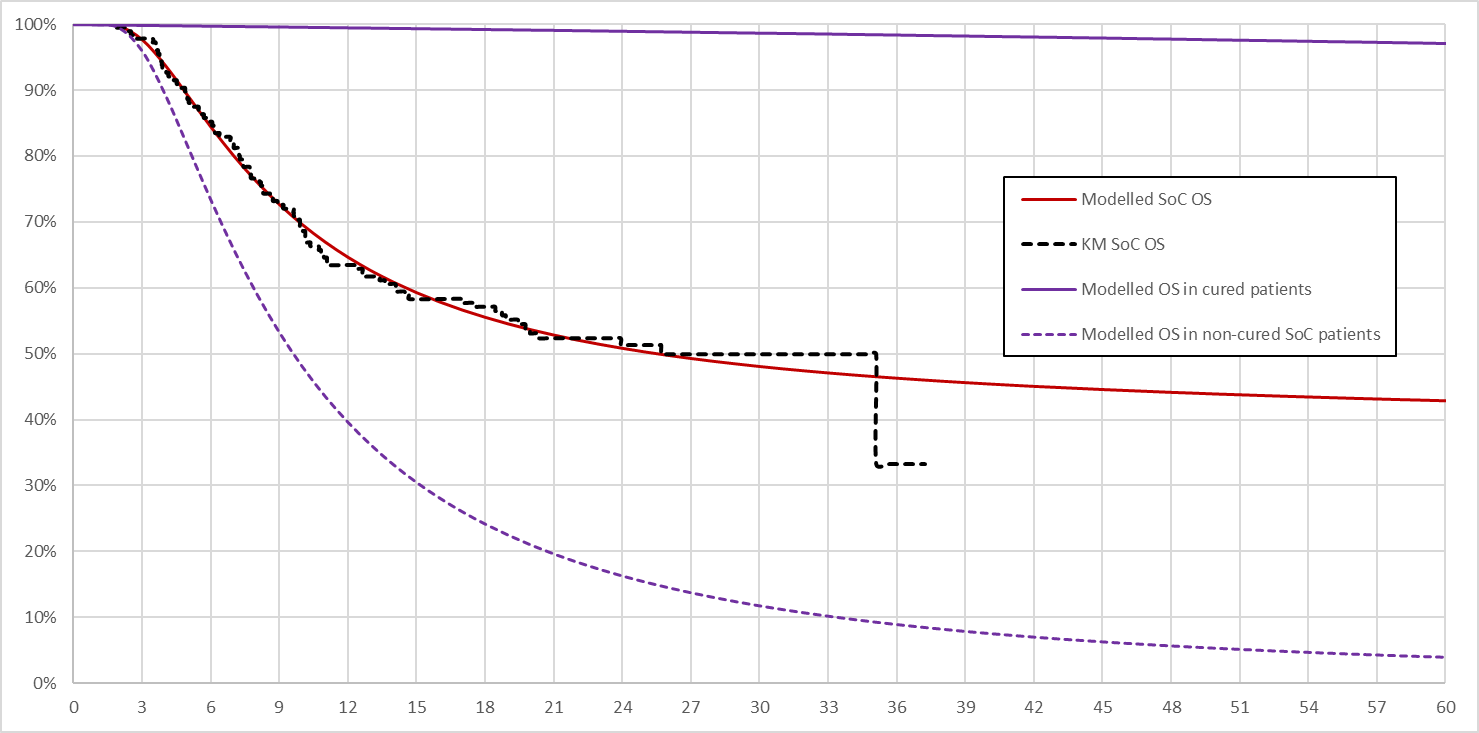 100%
90%
80%
70%
60%
50%
40%
30%
20%
10%
0%
Modelled SoC OS
KM SoC OS
Modelled OS in cured patients
Modelled OS in non-cured SoC patients
0 3 6 9 12 15 18 21 24 27 30 33 36 39 42 45 48 51 54 57 60